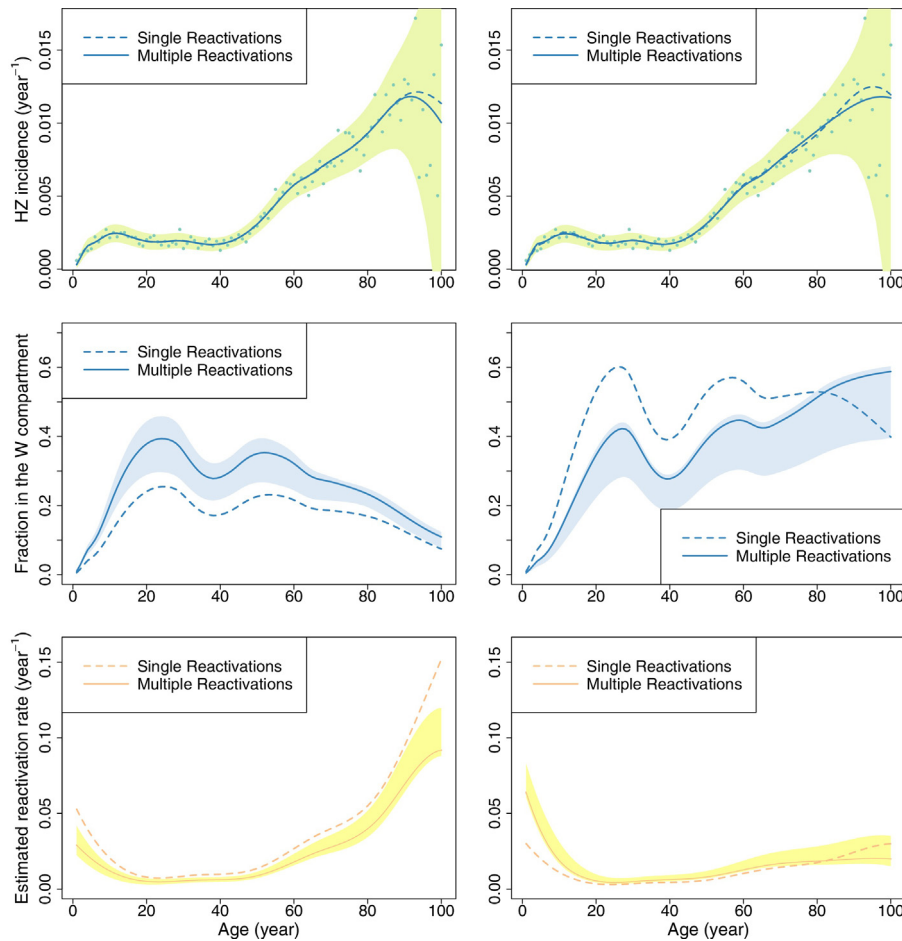 Single Reactivations
Multiple Reactivations
Single Reactivations
Multiple Reactivations
HZ incidence (year⁻¹)
0.015
0.010
0.005
0.000
0 20 40 60 80 100
0 20 40 60 80 100
Single Reactivations
Multiple Reactivations
Fraction in the W compartment
0.6
0.4
0.2
0.0
0.6
0.4
0.2
0.0
Single Reactivations
Multiple Reactivations
0 20 40 60 80 100
0 20 40 60 80 100
Single Reactivations
Multiple Reactivations
Single Reactivations
Multiple Reactivations
Estimated reactivation rate (year⁻¹)
0.15
0.10
0.05
0.00
0.15
0.10
0.05
0.00
0 20 40 60 80 100
0 20 40 60 80 100
Age (year)
Age (year)
0.015
0.010
0.005
0.000